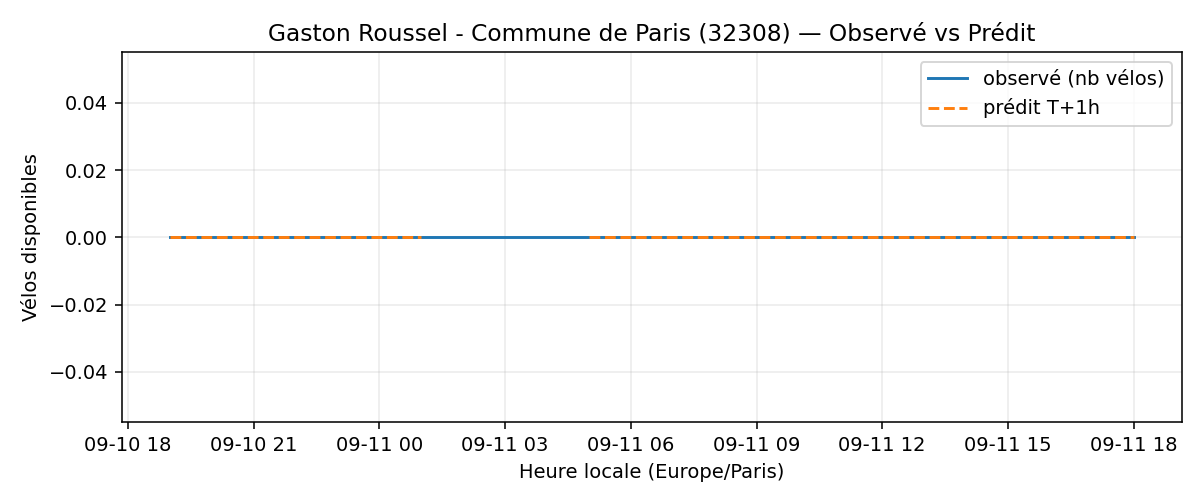 Gaston Roussel - Commune de Paris (32308) — Observé vs Prédit
observé (nb vélos)
prédit T+1h
Vélos disponibles
0.04
0.02
0.00
−0.02
−0.04
09-10 18
09-10 21
09-11 00
09-11 03
09-11 06
09-11 09
09-11 12
09-11 15
09-11 18
Heure locale (Europe/Paris)